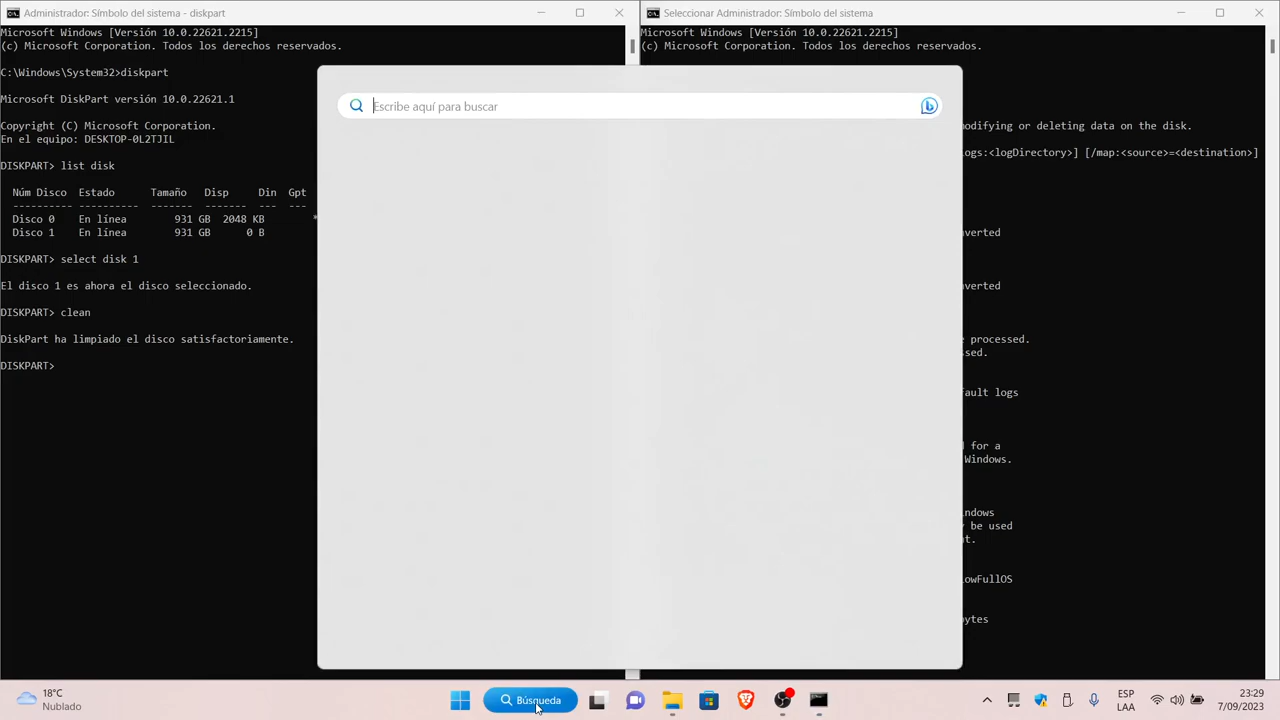 Administrador: Símbolo del sistema - diskpart
Microsoft Windows [Versión 10.0.22621.2215]
(c) Microsoft Corporation. Todos los derechos reservados.
C:\Windows\System32>diskpart
Microsoft DiskPart versión 10.0.22621.1
Copyright (C) Microsoft Corporation.
En el equipo: DESKTOP-0L2TJIL
DISKPART> list disk
Núm Disco  Estado      Tamaño   Disp     Din  Gpt
---------- ---------- ------- ------- --- ---
Disco 0    En línea        931 GB  2048 KB        *
Disco 1    En línea        931 GB      0 B
DISKPART> select disk 1
El disco 1 es ahora el disco seleccionado.
DISKPART> clean
DiskPart ha limpiado el disco satisfactoriamente.
DISKPART>
Escribe aquí para buscar
Seleccionar Administrador: Símbolo del sistema
Microsoft Windows [Versión 10.0.22621.2215]
(c) Microsoft Corporation. Todos los derechos reservados.
modifying or deleting data on the disk.
ogs:<logDirectory>] [/map:<source>=<destination>]
nverted
nverted
e processed.
ssed.
fault logs
for a
Windows.
indows
y be used
nt.
lowFullOS
ytes
18°C
Nublado
Búsqueda
ESP
LAA
23:29
7/09/2023